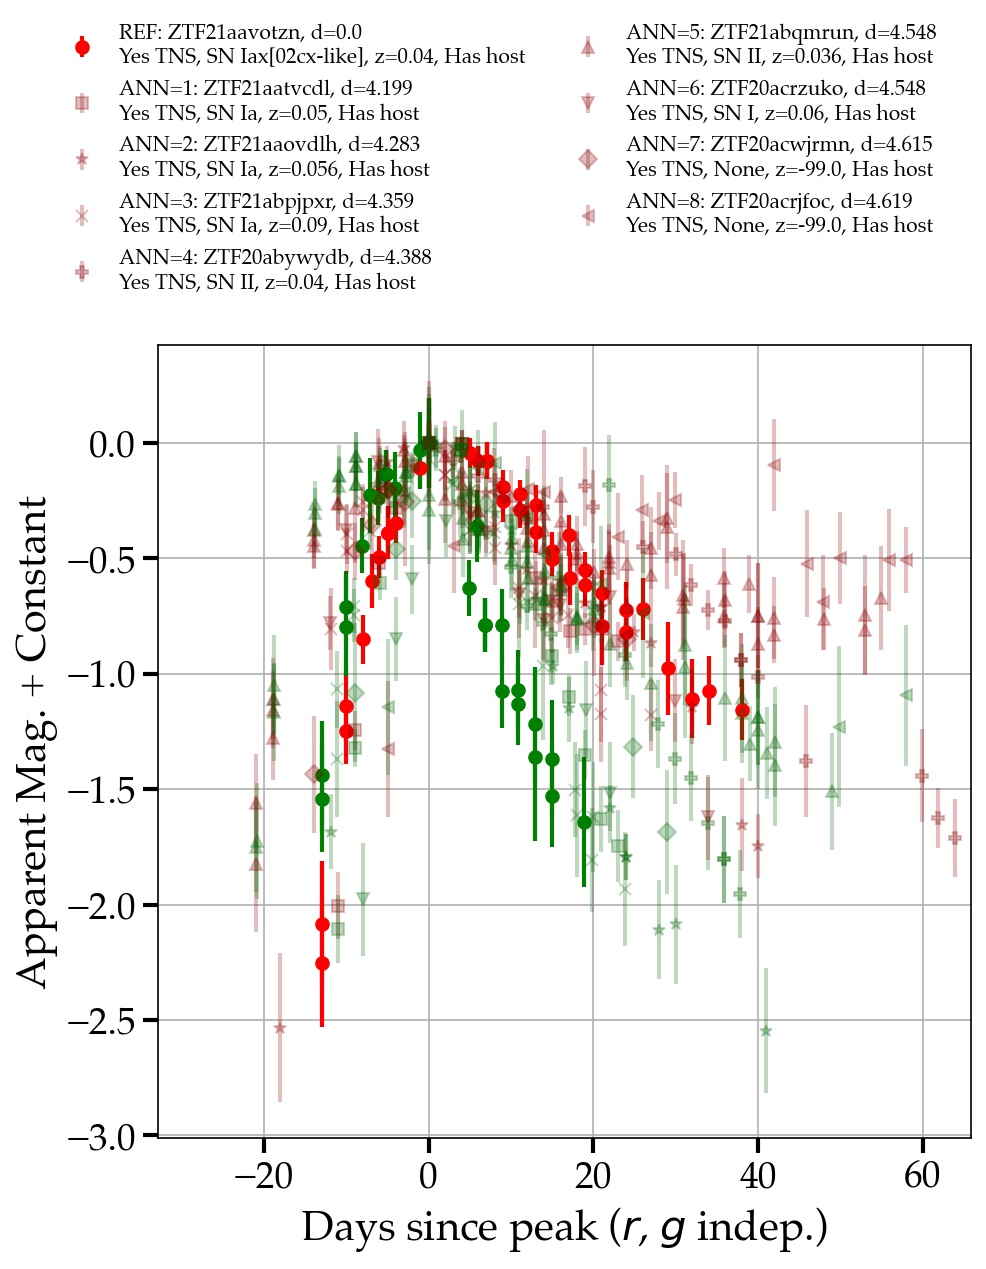 REF: ZTF21aavotzn, d=0.0
Yes TNS, SN Iax[02cx-like], z=0.04, Has host
ANN=1: ZTF21aatvcdl, d=4.199
Yes TNS, SN Ia, z=0.05, Has host
ANN=2: ZTF21aaovdlh, d=4.283
Yes TNS, SN Ia, z=0.056, Has host
ANN=3: ZTF21abpjpxr, d=4.359
Yes TNS, SN Ia, z=0.09, Has host
ANN=4: ZTF20abywydb, d=4.388
Yes TNS, SN II, z=0.04, Has host
ANN=5: ZTF21abqmrun, d=4.548
Yes TNS, SN II, z=0.036, Has host
ANN=6: ZTF20acrzuko, d=4.548
Yes TNS, SN I, z=0.06, Has host
ANN=7: ZTF20acwjrmn, d=4.615
Yes TNS, None, z=-99.0, Has host
ANN=8: ZTF20acrjfoc, d=4.619
Yes TNS, None, z=-99.0, Has host
Apparent Mag. + Constant
0.0
−0.5
−1.0
−1.5
−2.0
−2.5
−3.0
−20
0
20
40
60
Days since peak (r, g indep.)